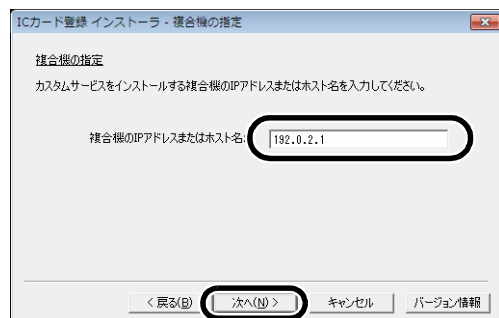 ICカード登録 インストーラ - 複合機の指定
複合機の指定
カスタムサービスをインストールする複合機のIPアドレスまたはホスト名を入力してください。
複合機のIPアドレスまたはホスト名: 192.0.2.1
< 戻る(B) 次へ(N) > キャンセル バージョン情報